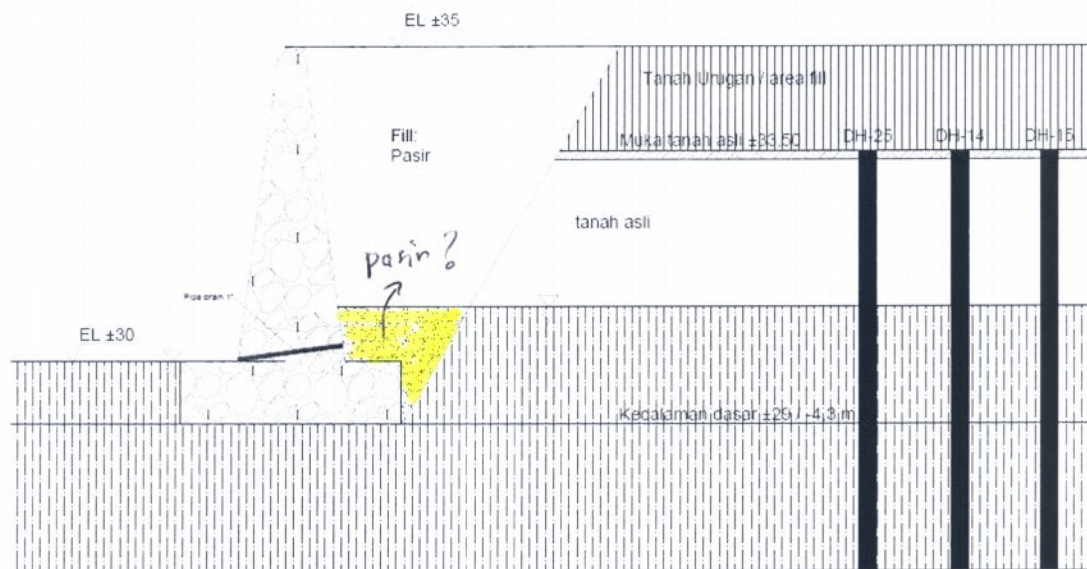 EL ±35
Tanah Urugan / area fill
Fill:
Pasir
Muka tanah asli ±33.50
DH-25
DH-14
DH-15
tanah asli
pasir?
Pipa drain 1"
EL ±30
Kedalaman dasar ±29 / -4,3 m